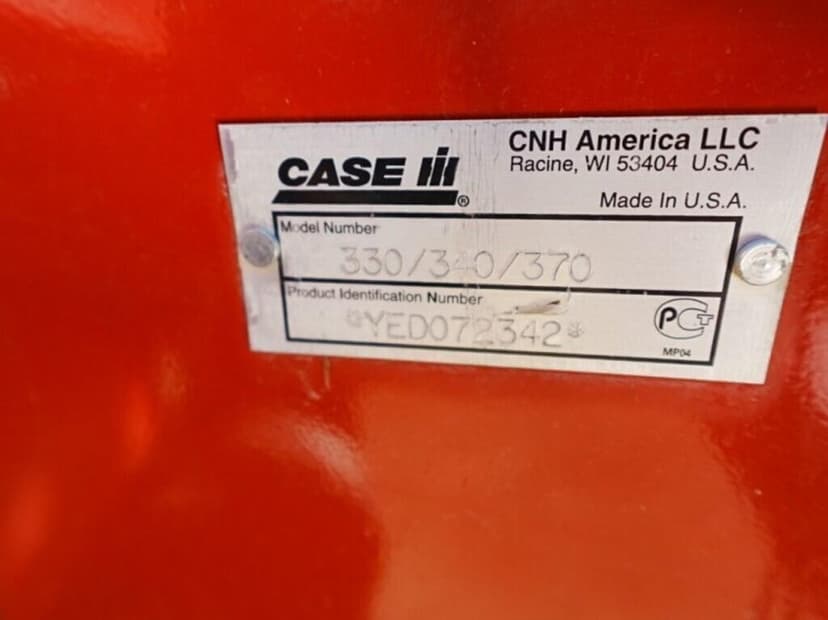 CNH America LLC
CASE IH ®
Racine, WI 53404 U.S.A.
Made In U.S.A.
Model Number
330/340/370
Product Identification Number
*YED072342*
PCT
MP04